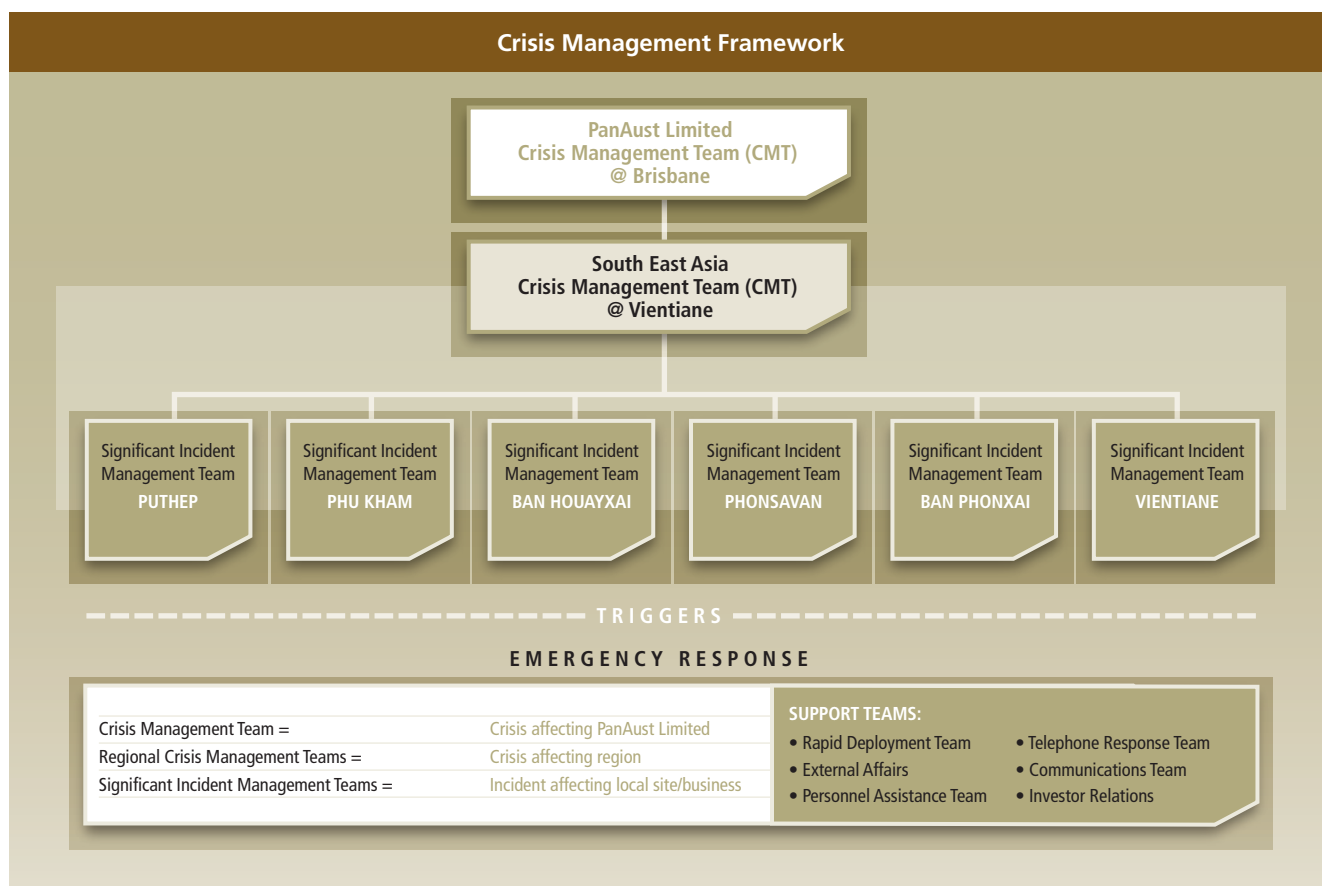 Crisis Management Framework
PanAust Limited
Crisis Management Team (CMT)
@ Brisbane
South East Asia
Crisis Management Team (CMT)
@ Vientiane
Significant Incident
Management Team
PUTHEP
Significant Incident
Management Team
PHU KHAM
Significant Incident
Management Team
BAN HOUAYXAI
Significant Incident
Management Team
PHONSAVAN
Significant Incident
Management Team
BAN PHONXAI
Significant Incident
Management Team
VIENTIANE
TRIGGERS
EMERGENCY RESPONSE
Crisis Management Team = Crisis affecting PanAust Limited
Regional Crisis Management Teams = Crisis affecting region
Significant Incident Management Teams = Incident affecting local site/business
SUPPORT TEAMS:
• Rapid Deployment Team
• External Affairs
• Personnel Assistance Team
• Telephone Response Team
• Communications Team
• Investor Relations